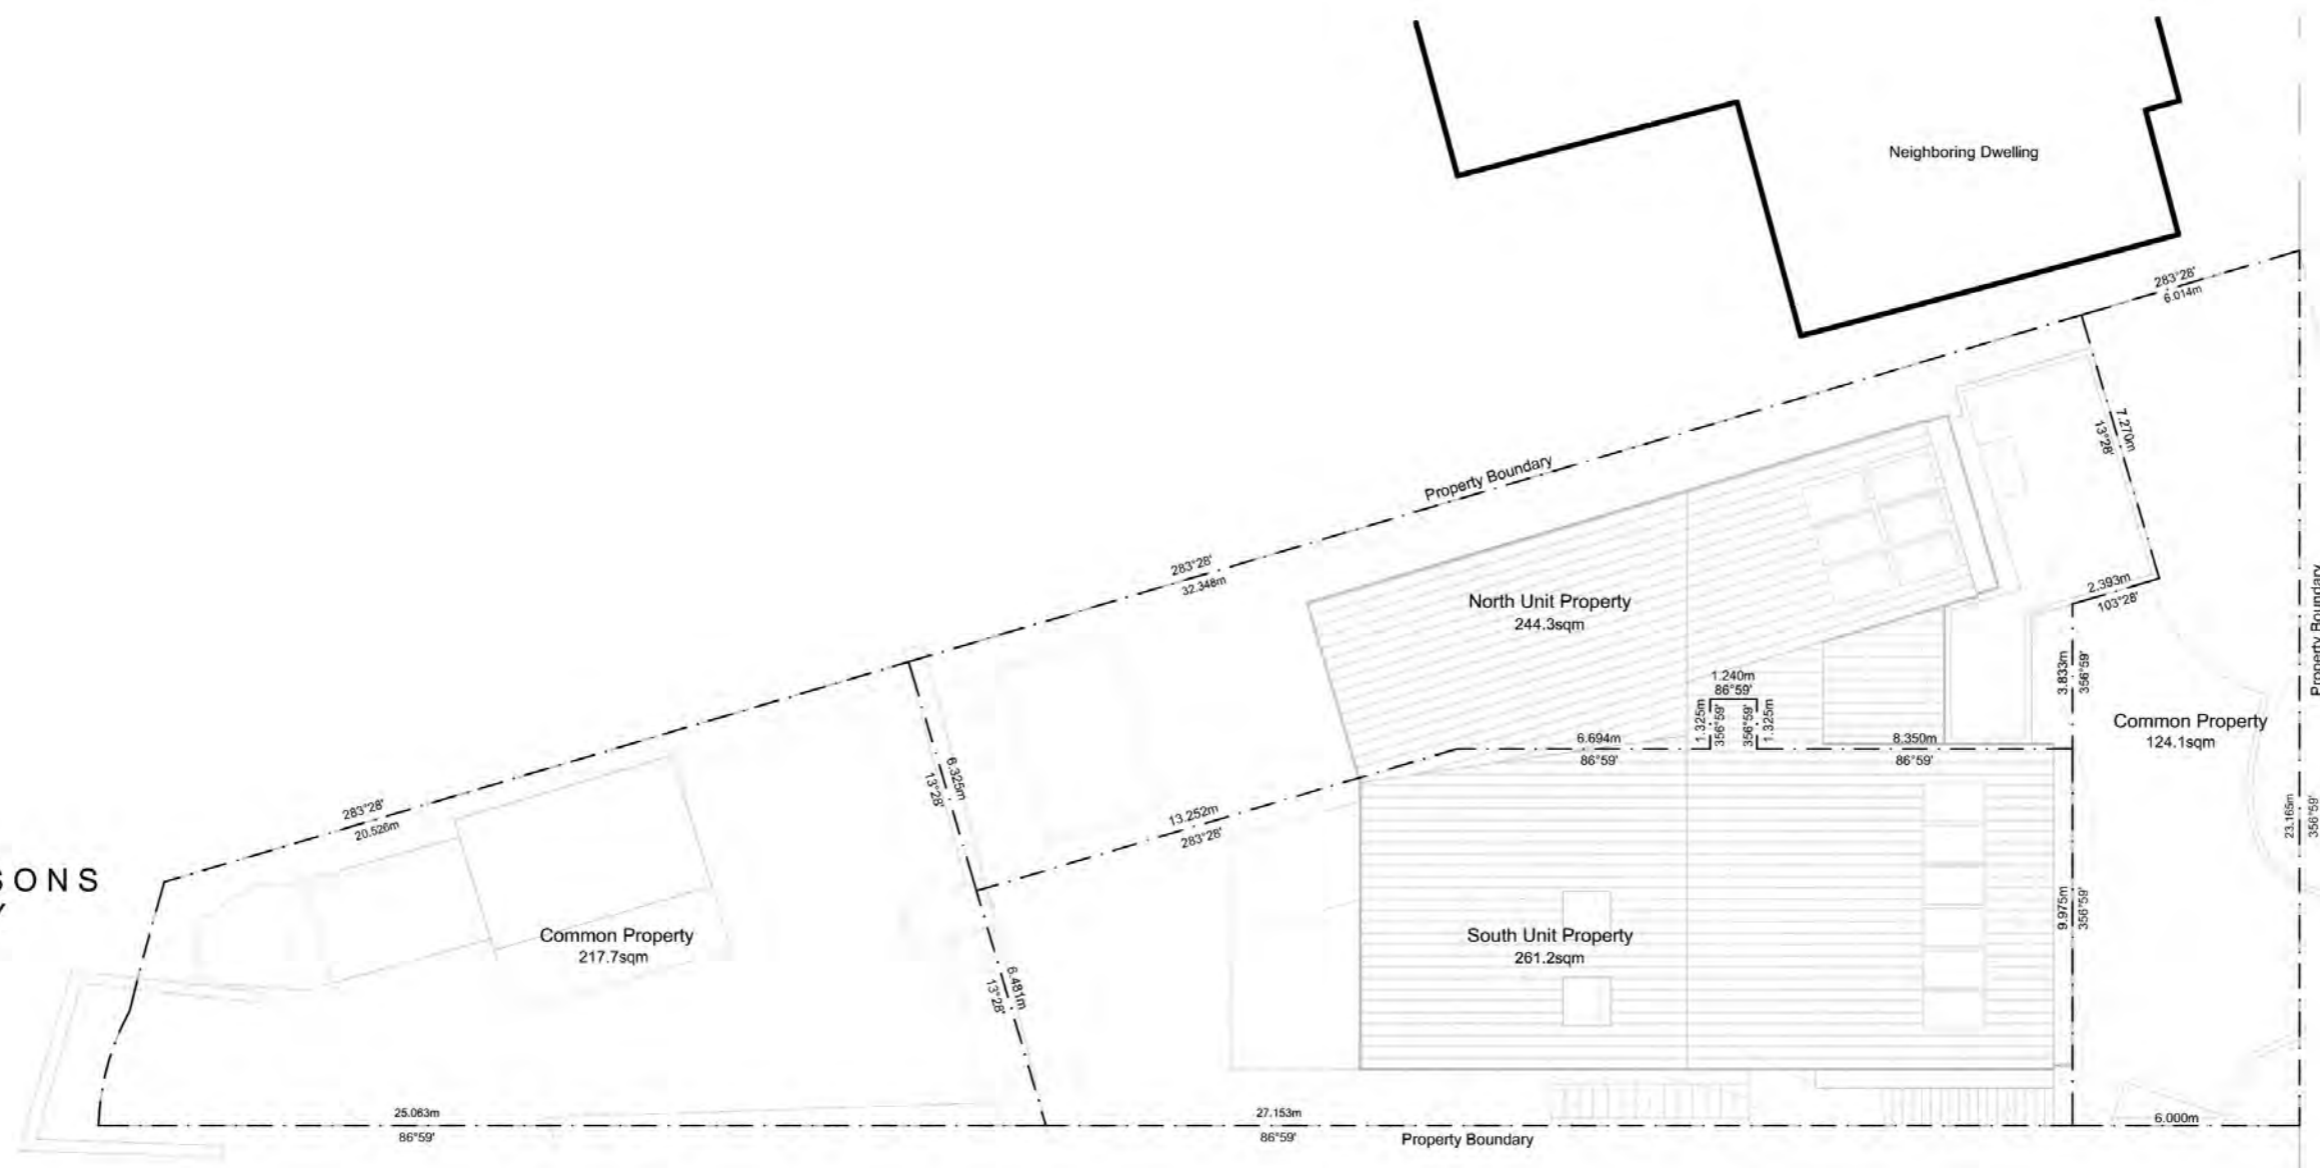 Neighboring Dwelling
283°28'
6.014m
7.270m
13°28'
Property Boundary
283°28'
32.348m
North Unit Property
244.3sqm
2.393m
103°28'
Property Boundary
3.833m
356°59'
1.240m
86°59'
1.325m
356°59'
356°59'
1.325m
Common Property
124.1sqm
6.694m
86°59'
8.350m
86°59'
6.325m
13°28'
283°28'
20.526m
13.252m
283°28'
23.165m
356°59'
SONS
9.975m
356°59'
Common Property
217.7sqm
South Unit Property
261.2sqm
6.481m
13°28'
25.063m
86°59'
27.153m
86°59'
Property Boundary
6.000m